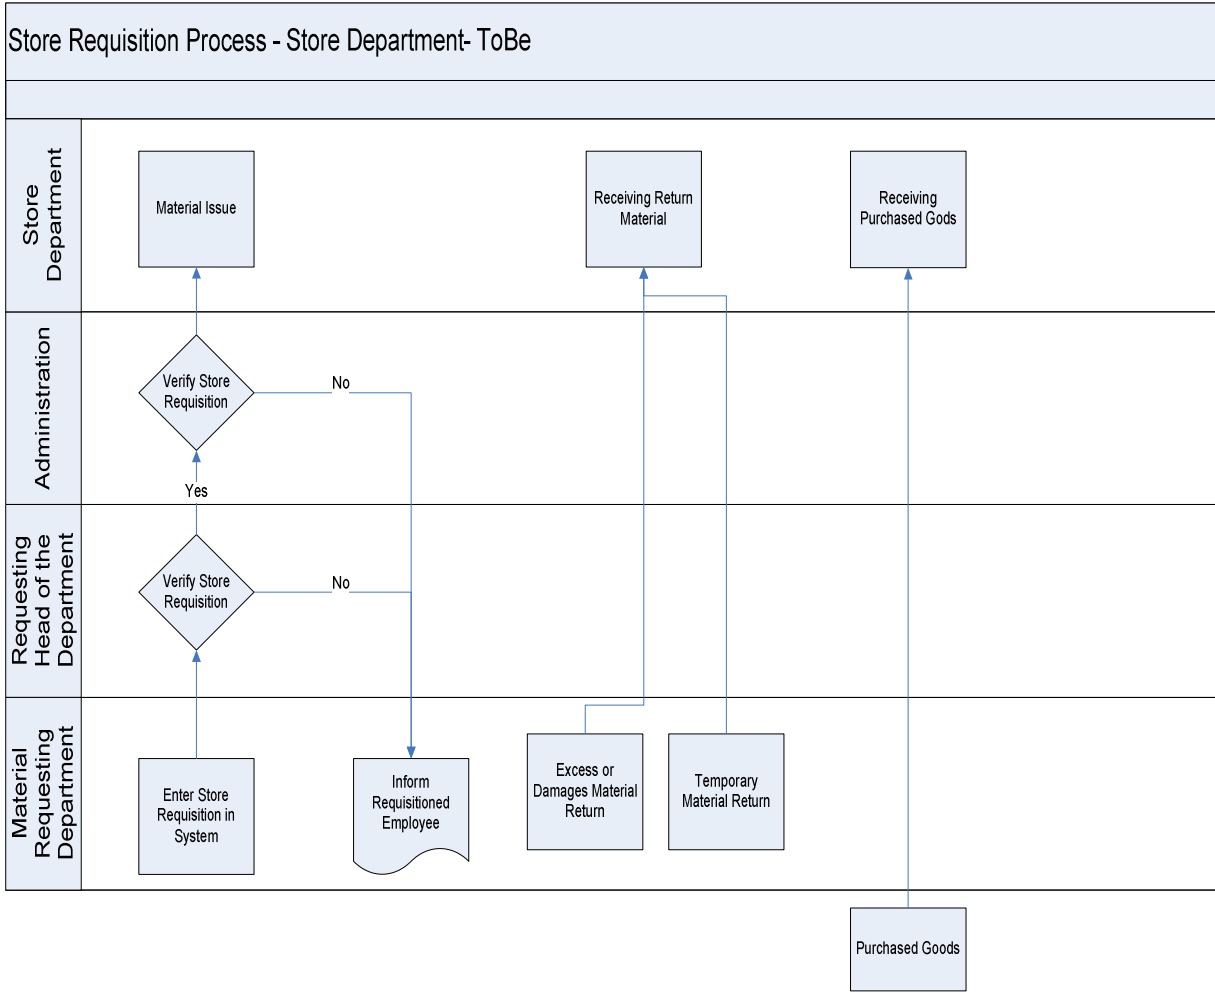 Store Requisition Process - Store Department- ToBe
Store
Department
Material Issue
Receiving Return
Material
Receiving
Purchased Gods
Administration
Verify Store
Requisition
No
Yes
Requesting
Head of the
Department
Verify Store
Requisition
No
Material
Requesting
Department
Enter Store
Requisition in
System
Inform
Requisitioned
Employee
Excess or
Damages Material
Return
Temporary
Material Return
Purchased Goods